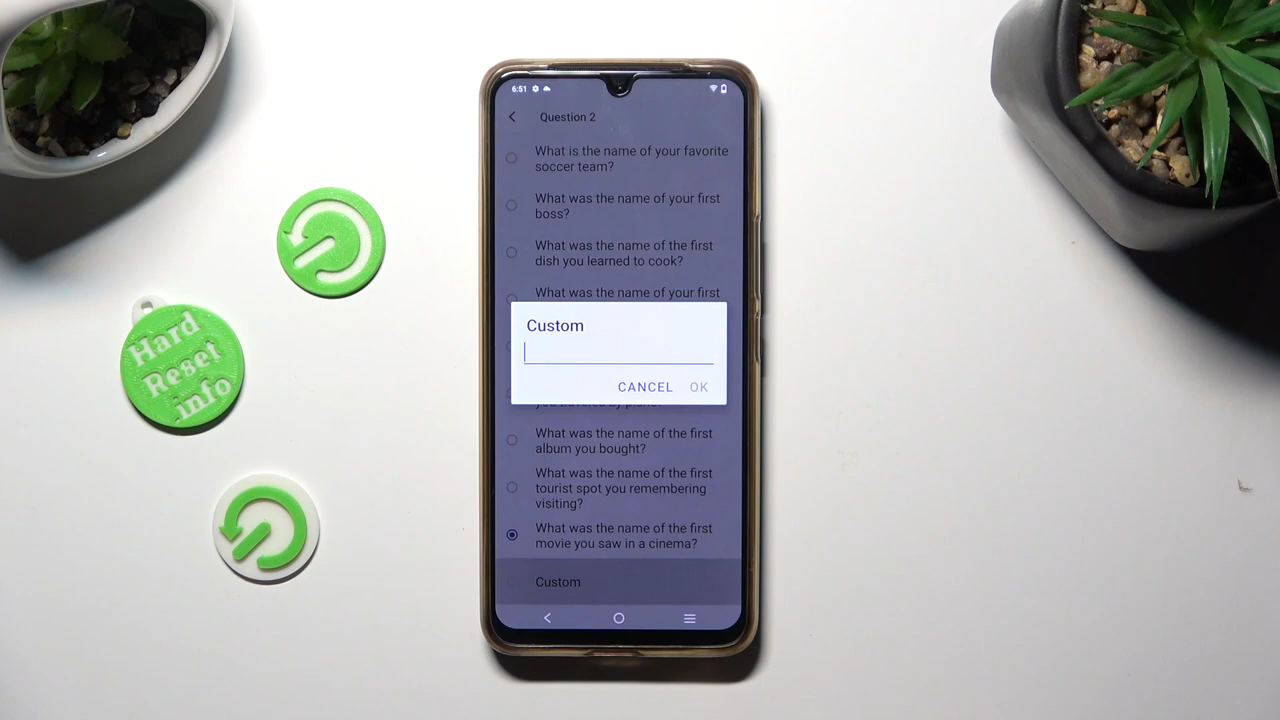 6:51
Question 2
What is the name of your favorite
soccer team?
What was the name of your first
boss?
What was the name of the first
dish you learned to cook?
What was the name of your first
Custom
CANCEL OK
What was the name of the first
album you bought?
What was the name of the first
tourist spot you remembering
visiting?
What was the name of the first
movie you saw in a cinema?
Custom
Hard
Reset
.info